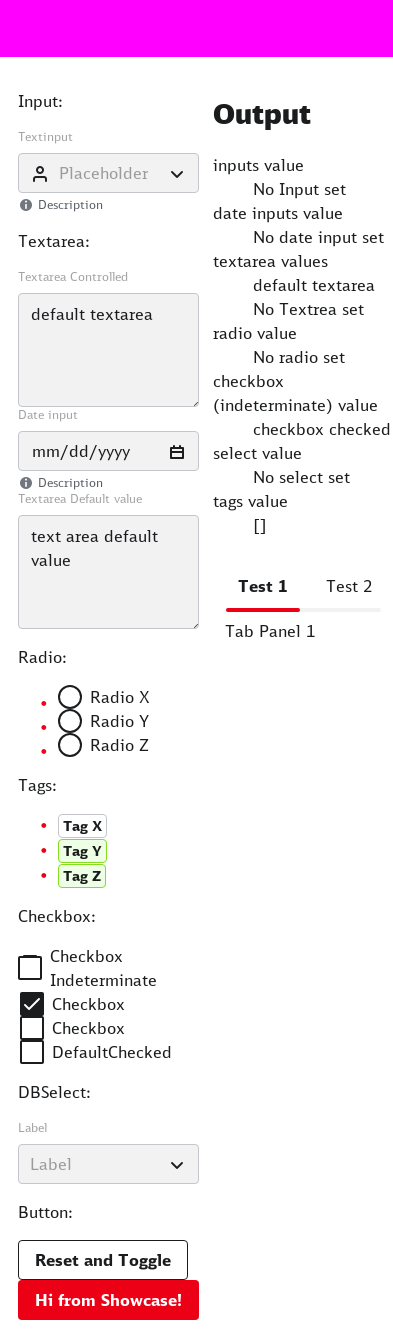 Input:
Textinput
Placeholder
Description
Textarea:
Textarea Controlled
default textarea
Date input
mm/dd/yyyy
Description
Textarea Default value
text area default
value
Radio:
Radio X
Radio Y
Radio Z
Tags:
Tag X
Tag Y
Tag Z
Checkbox:
Checkbox
Indeterminate
Checkbox
Checkbox
DefaultChecked
DBSelect:
Label
Label
Button:
Reset and Toggle
Hi from Showcase!
Output
inputs value
No Input set
date inputs value
No date input set
textarea values
default textarea
No Textrea set
radio value
No radio set
checkbox
(indeterminate) value
checkbox checked
select value
No select set
tags value
[]
Test 1
Test 2
Tab Panel 1